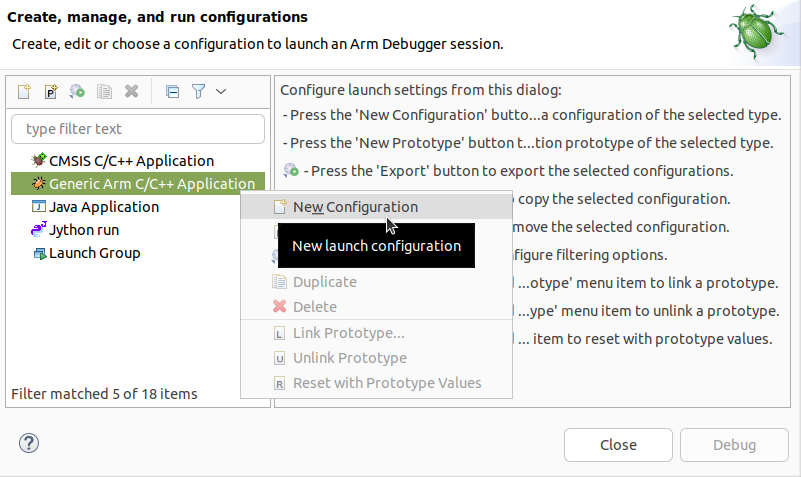 Create, manage, and run configurations
Create, edit or choose a configuration to launch an Arm Debugger session.
type filter text
CMSIS C/C++ Application
Generic Arm C/C++ Application
Java Application
Jython run
Launch Group
Filter matched 5 of 18 items
Configure launch settings from this dialog:
- Press the 'New Configuration' butto...a configuration of the selected type.
- Press the 'New Prototype' button t...tion prototype of the selected type.
- Press the 'Export' button to export the selected configurations.
copy the selected configuration.
move the selected configuration.
figure filtering options.
...otype' menu item to link a prototype.
...ype' menu item to unlink a prototype.
... item to reset with prototype values.
New Configuration
New launch configuration
Duplicate
Delete
L Link Prototype...
U Unlink Prototype
R Reset with Prototype Values
?
Close
Debug